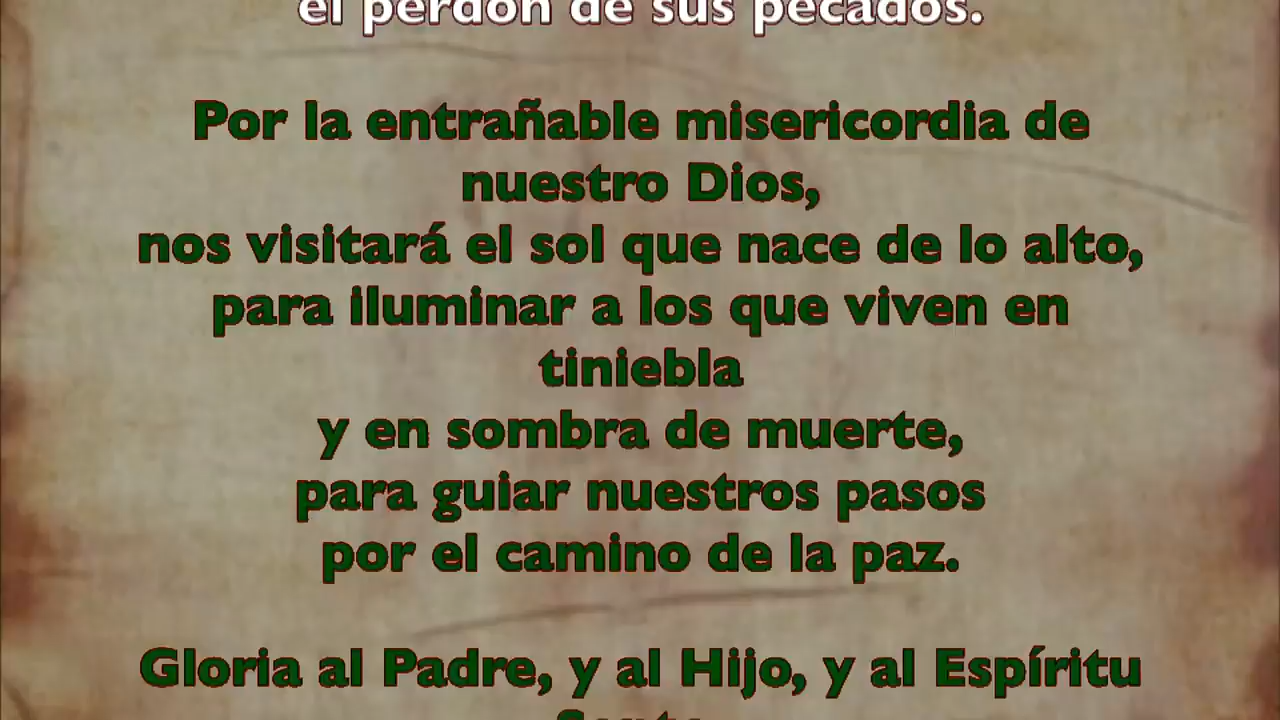 el perdón de sus pecados.
Por la entrañable misericordia de
nuestro Dios,
nos visitará el sol que nace de lo alto,
para iluminar a los que viven en
tiniebla
y en sombra de muerte,
para guiar nuestros pasos
por el camino de la paz.
Gloria al Padre, y al Hijo, y al Espíritu